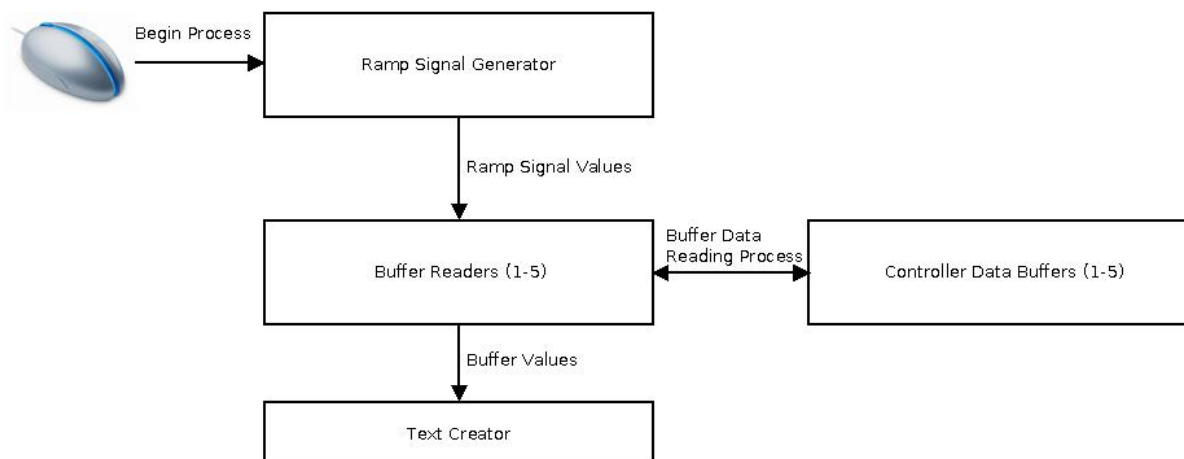 Begin Process
Ramp Signal Generator
Ramp Signal Values
Buffer Data
Reading Process
Buffer Readers (1-5)
Controller Data Buffers (1-5)
Buffer Values
Text Creator